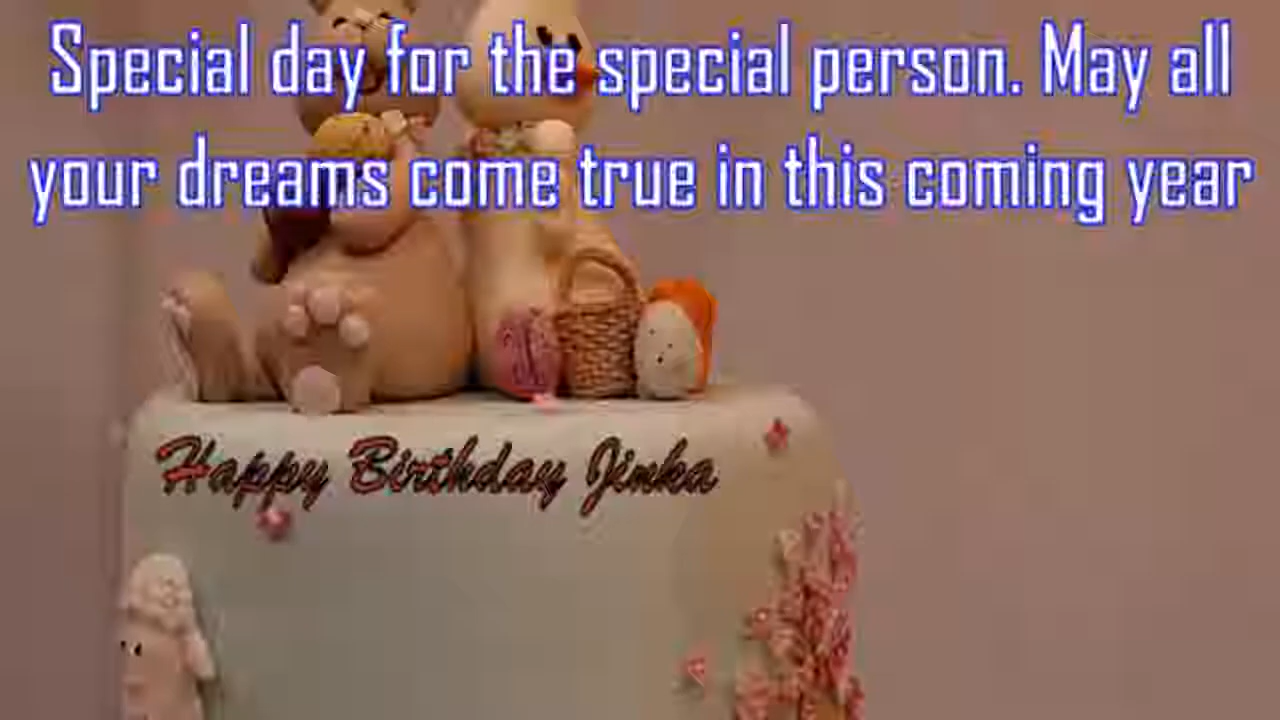 Special day for the special person. May all
your dreams come true in this coming year
Happy Birthday Jinka